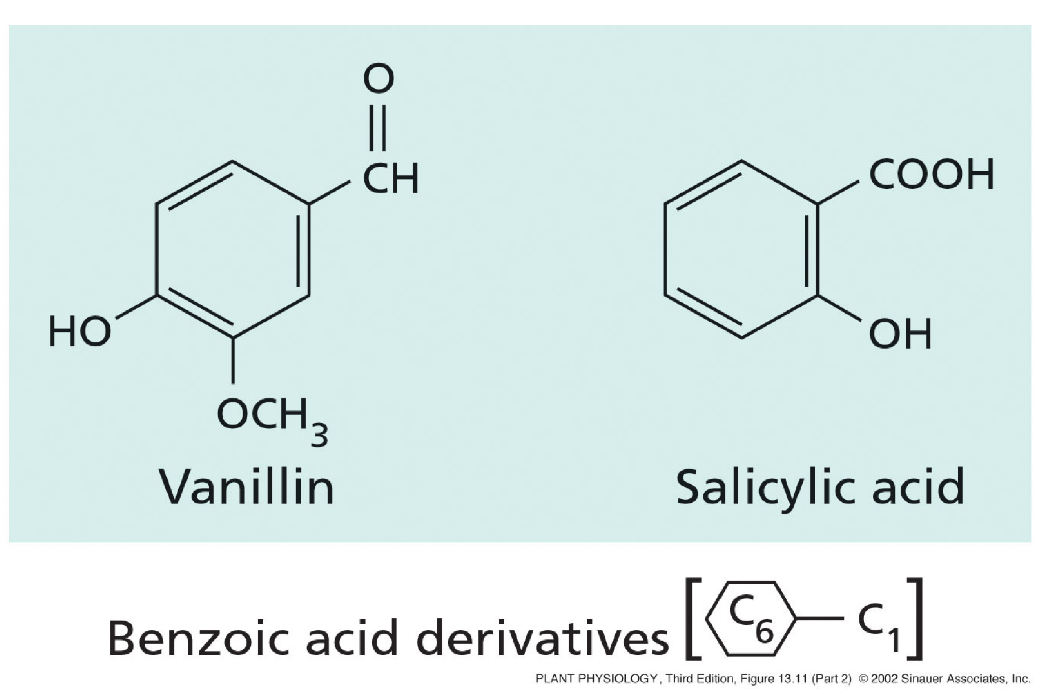 O
CH
HO
OCH3
Vanillin
COOH
OH
Salicylic acid
Benzoic acid derivatives [C6 — C1]
PLANT PHYSIOLOGY, Third Edition, Figure 13.11 (Part 2) © 2002 Sinauer Associates, Inc.